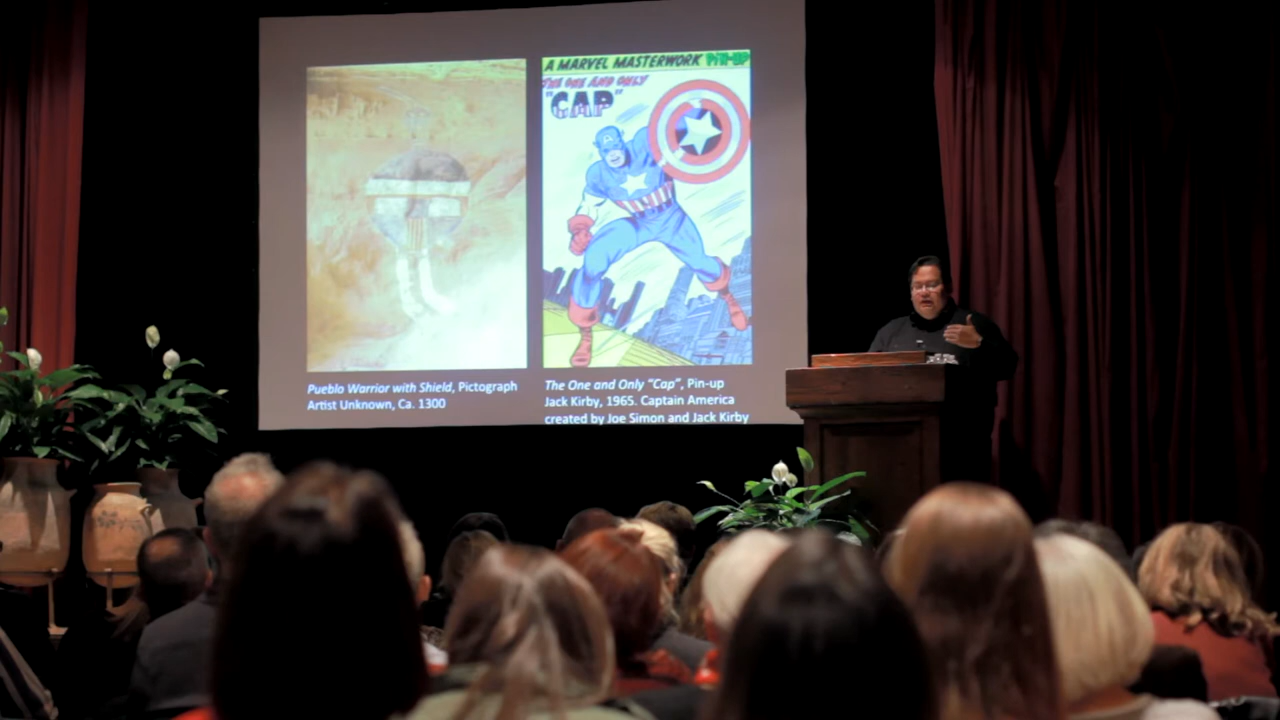 A MARVEL MASTERWORK PIN-UP
THE ONE AND ONLY
"CAP"
A
Pueblo Warrior with Shield, Pictograph
Artist Unknown, Ca. 1300
The One and Only "Cap", Pin-up
Jack Kirby, 1965. Captain America
created by Joe Simon and Jack Kirby